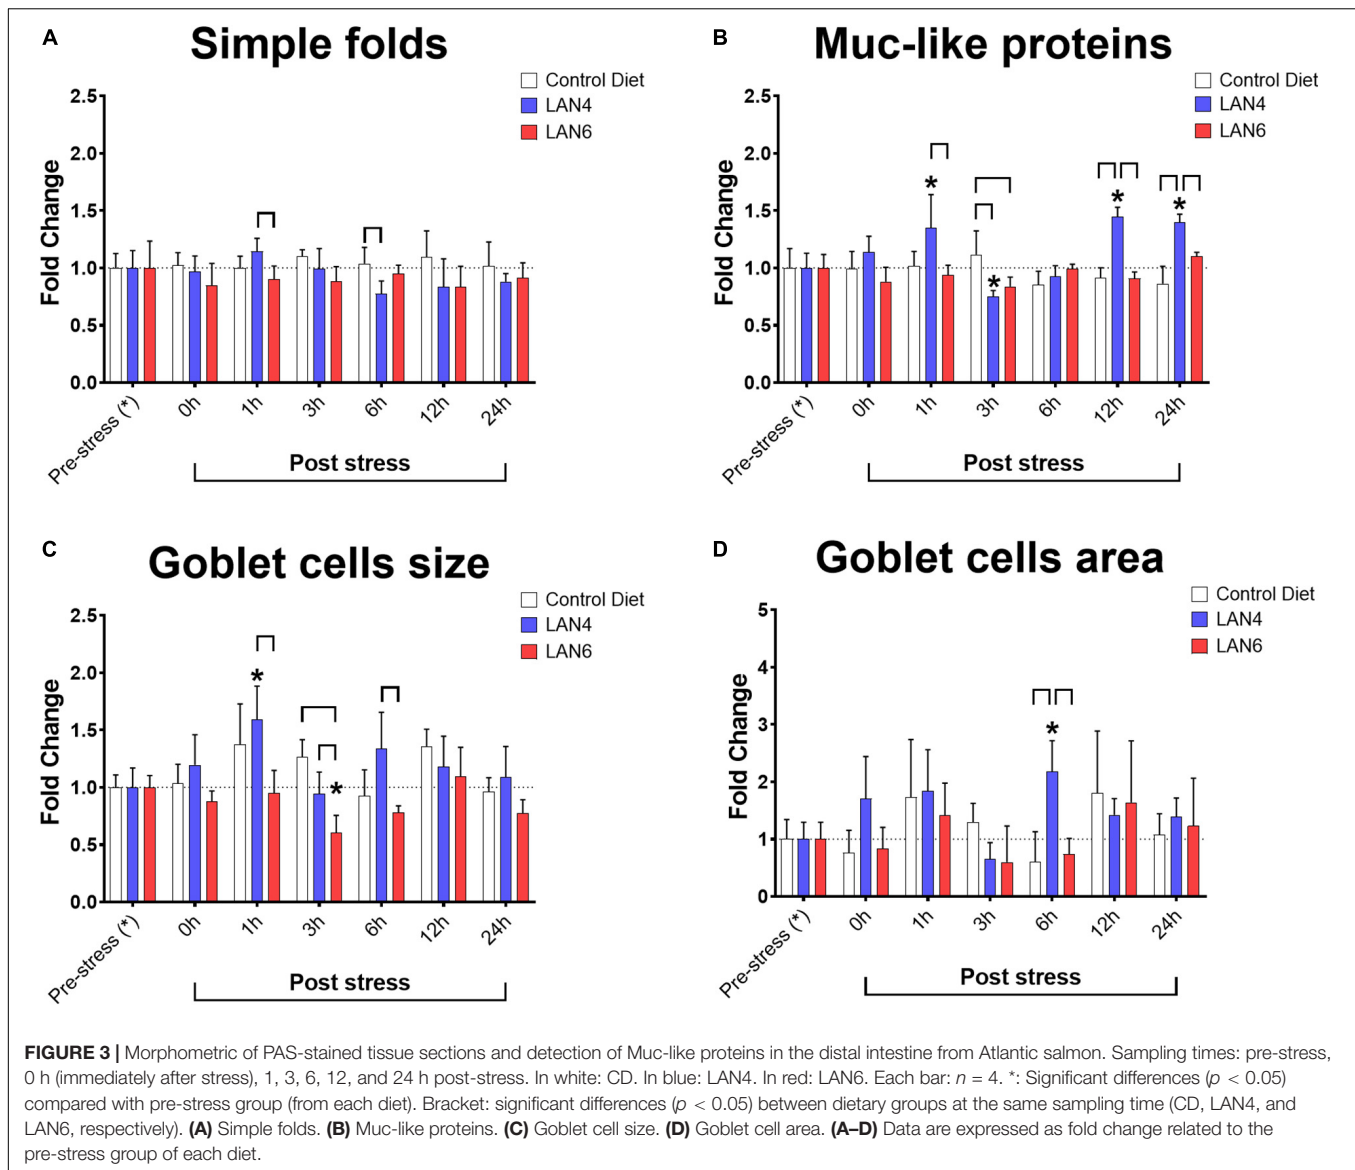 A Simple folds
Control Diet
LAN4
LAN6
Fold Change
2.5
2.0
1.5
1.0
0.5
0.0
*
Pre-stress (*) 0h 1h 3h 6h 12h 24h
Post stress
B Muc-like proteins
Control Diet
LAN4
LAN6
Fold Change
2.5
2.0
1.5
1.0
0.5
0.0
* * * *
Pre-stress (*) 0h 1h 3h 6h 12h 24h
Post stress
C Goblet cells size
Control Diet
LAN4
LAN6
Fold Change
2.5
2.0
1.5
1.0
0.5
0.0
* *
Pre-stress (*) 0h 1h 3h 6h 12h 24h
Post stress
D Goblet cells area
Control Diet
LAN4
LAN6
Fold Change
5
4
3
2
1
0
*
Pre-stress (*) 0h 1h 3h 6h 12h 24h
Post stress
FIGURE 3 | Morphometric of PAS-stained tissue sections and detection of Muc-like proteins in the distal intestine from Atlantic salmon. Sampling times: pre-stress,
0 h (immediately after stress), 1, 3, 6, 12, and 24 h post-stress. In white: CD. In blue: LAN4. In red: LAN6. Each bar: n = 4. *: Significant differences (p < 0.05)
compared with pre-stress group (from each diet). Bracket: significant differences (p < 0.05) between dietary groups at the same sampling time (CD, LAN4, and
LAN6, respectively). (A) Simple folds. (B) Muc-like proteins. (C) Goblet cell size. (D) Goblet cell area. (A–D) Data are expressed as fold change related to the
pre-stress group of each diet.